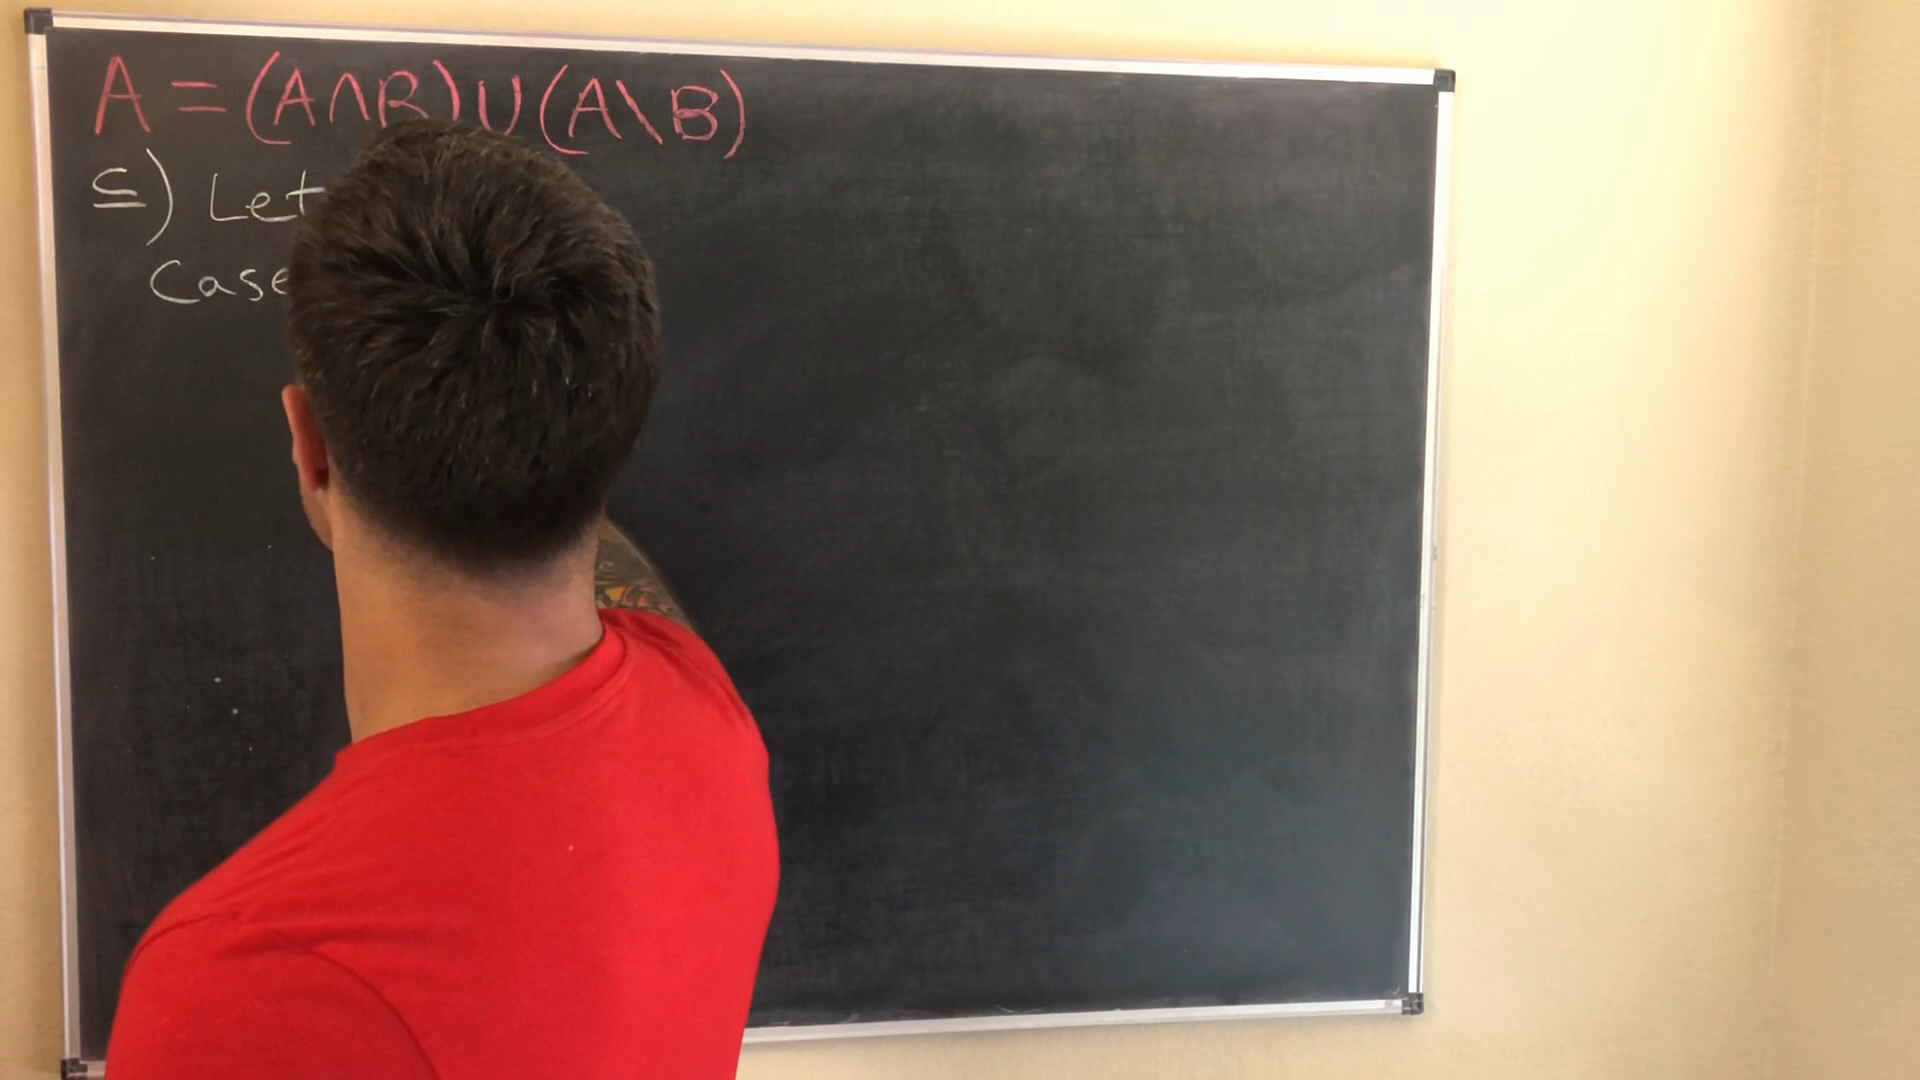 A = (A∩B)∪(A\B)
⊆) Let
Case